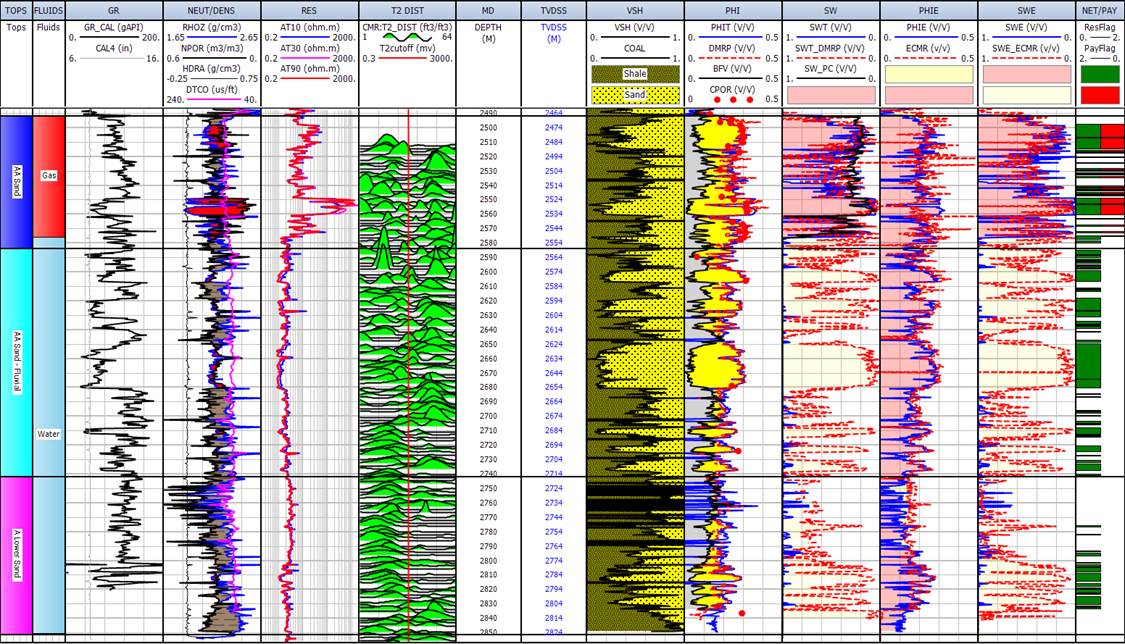 TOPS FLUIDS GR NEUT/DENS RES T2 DIST MD TVDSS VSH PHI SW PHIE SWE NET/PAY
Tops Fluids GR_CAL (gAPI) RHOZ (g/cm3) AT10 (ohm.m) CMR:T2_DIST (ft3/ft3) DEPTH TVDSS VSH (V/V) PHIT (V/V) SWT (V/V) PHIT (V/V) SWE (V/V) ResFlag
0. 200. 1.65 2.65 0.2 2000. 1 64 (M) (M) 0. 1. 0. 0.5 1. 0. 0. 0.5 1. 0. 0. 2.
CAL4 (in) NPOR (m3/m3) AT30 (ohm.m) T2cutoff (mv) COAL DMRP (V/V) SWT_DMRP (V/V) ECMR (V/V) SWE_ECMR (V/V) PayFlag
6. 16. 0.6 0. 0.2 2000. 0.3 3000. 0. 1. 0. 0.5 1. 0. 0. 0.5 1. 0. 2. 0.
HDRA (g/cm3) AT90 (ohm.m) Shale BFV (V/V) SW_PC (V/V)
-0.25 0.75 0.2 2000. 0. 0.5 1. 0.
DTCO (us/ft) Sand CPOR (V/V)
240. 40. 0 0.5
2490 2464
2500 2474
2510 2484
2520 2494
2530 2504
AA Sand
Gas
2540 2514
2550 2524
2560 2534
2570 2544
2580 2554
2590 2564
2600 2574
2610 2584
2620 2594
2630 2604
2640 2614
2650 2624
AA Sand - Fluvial
2660 2634
2670 2644
2680 2654
2690 2664
2700 2674
2710 2684
Water
2720 2694
2730 2704
2740 2714
2750 2724
2760 2734
2770 2744
2780 2754
2790 2764
A Lower Sand
2800 2774
2810 2784
2820 2794
2830 2804
2840 2814
2850 2824